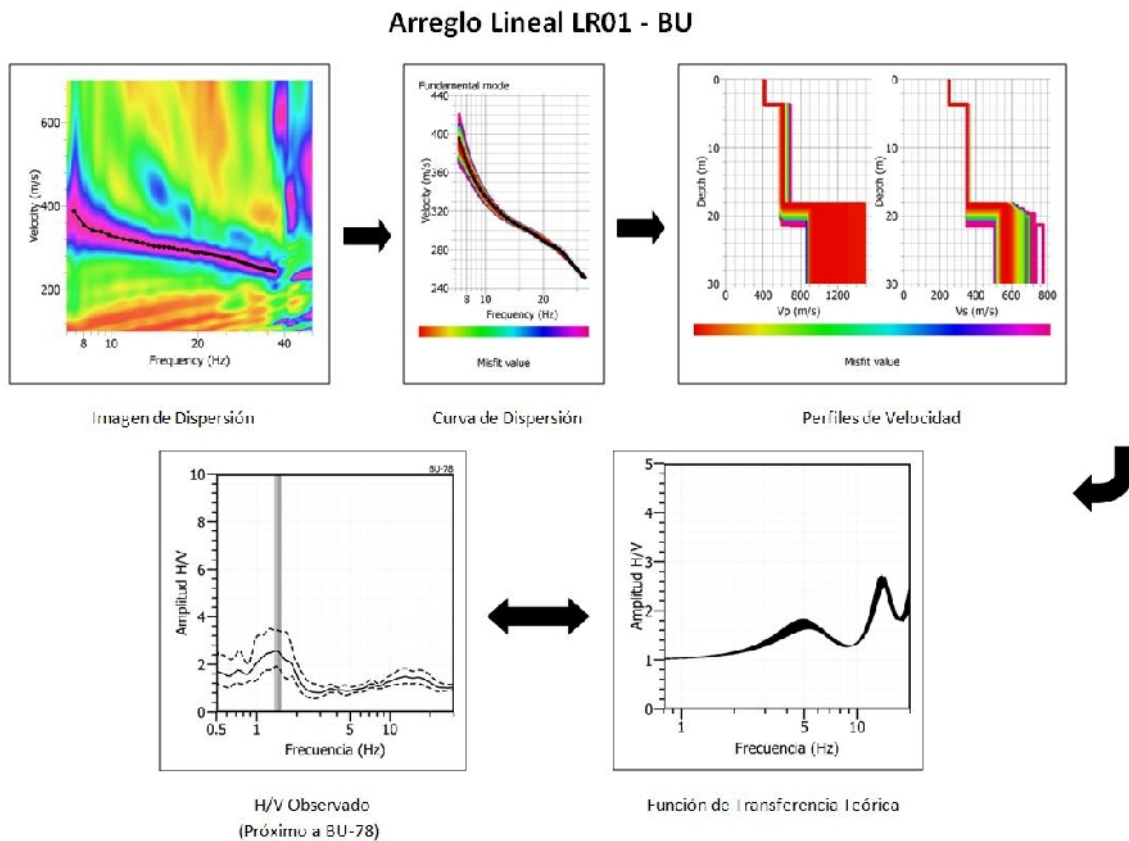 Arreglo Lineal LR01 - BU
600
400
200
Velocity (m/s)
8 10 20 40
Frequency (Hz)
Imagen de Dispersión
Fundamental mode
440
400
360
320
280
240
Velocity (m/s)
8 10 20
Frequency (Hz)
Misfit value
Curva de Dispersión
0
10
20
30
Depth (m)
0 400 800 1200
Vp (m/s)
0
10
20
30
Depth (m)
0 200 400 600 800
Vs (m/s)
Misfit value
Perfiles de Velocidad
BU-78
10
8
6
4
2
0
Amplitud H/V
0.5 1 5 10
Frecuencia (Hz)
H/V Observado
(Próximo a BU-78)
5
4
3
2
1
0
Amplitud H/V
1 5 10
Frecuencia (Hz)
Función de Transferencia Teórica